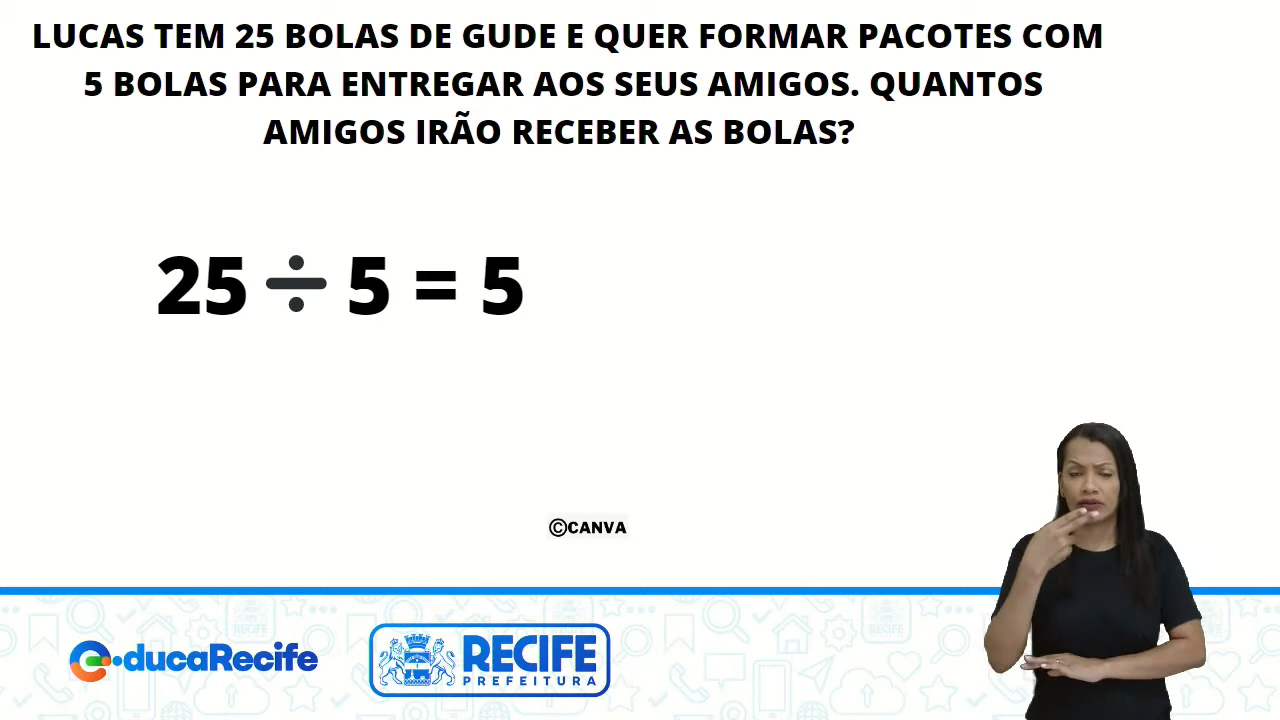 LUCAS TEM 25 BOLAS DE GUDE E QUER FORMAR PACOTES COM
5 BOLAS PARA ENTREGAR AOS SEUS AMIGOS. QUANTOS
AMIGOS IRÃO RECEBER AS BOLAS?
25 ÷ 5 = 5
©CANVA
educaRecife
RECIFE
PREFEITURA